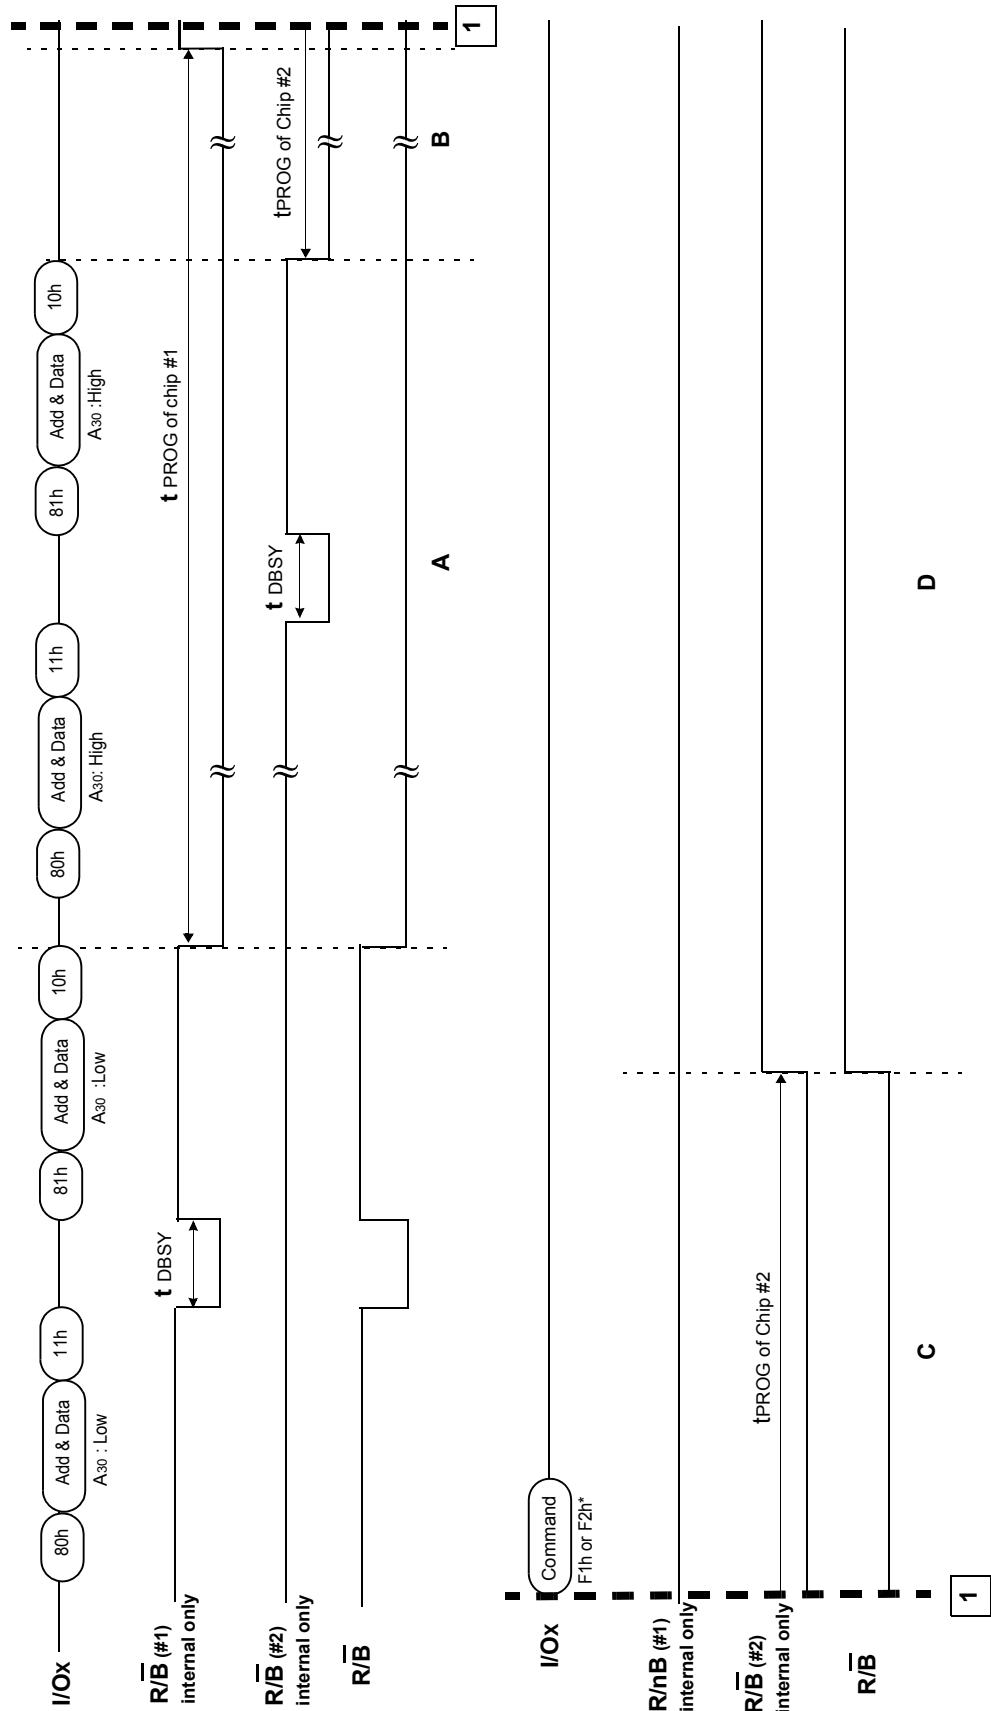 I/Ox
80h
Add & Data
A30 : Low
11h
81h
Add & Data
A30 :Low
10h
80h
Add & Data
A30: High
11h
81h
Add & Data
A30 :High
10h
R/B (#1)
internal only
t DBSY
t PROG of chip #1
R/B (#2)
internal only
t DBSY
tPROG of Chip #2
R/B
A
B
1
I/Ox
Command
F1h or F2h*
R/nB (#1)
internal only
R/B (#2)
internal only
tPROG of Chip #2
R/B
C
D
1